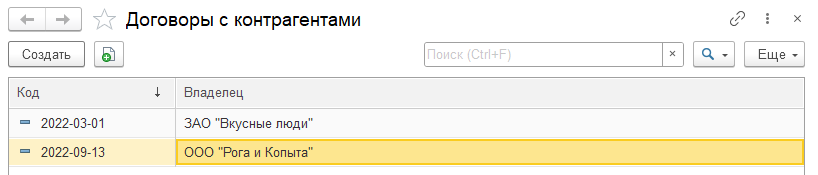 Договоры с контрагентами
Создать
Поиск (Ctrl+F)
Еще
Код Владелец
2022-03-01 ЗАО "Вкусные люди"
2022-09-13 ООО "Рога и Копыта"